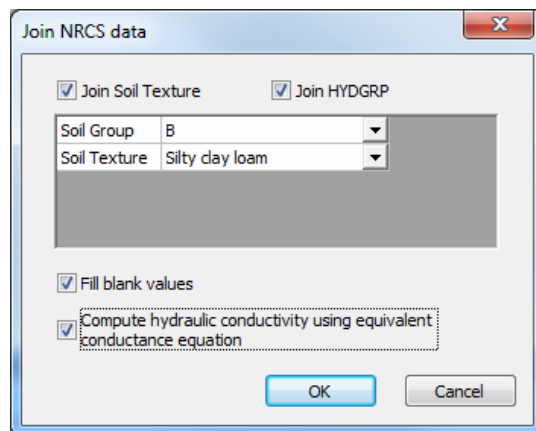 Join NRCS data
Join Soil Texture
Join HYDGRP
Soil Group B
Soil Texture Silty clay loam
Fill blank values
Compute hydraulic conductivity using equivalent
conductance equation
OK
Cancel